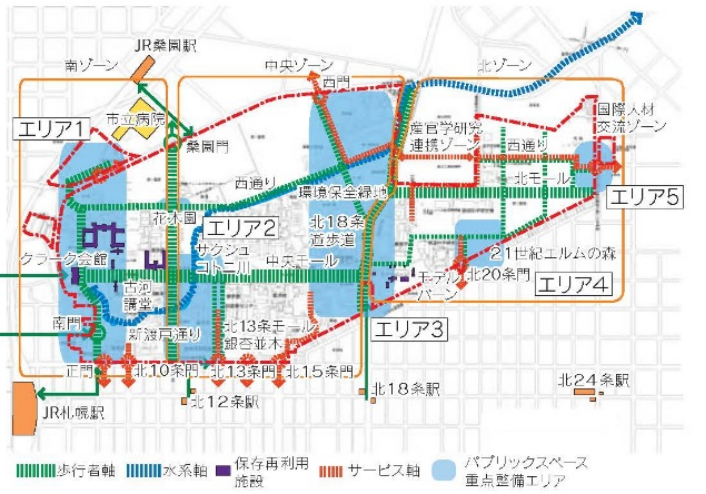 JR桑園駅
南ゾーン
中央ゾーン
北ゾーン
西門
市立病院
エリア1
桑園門
産官学研究
連携ゾーン
国際人材
交流ゾーン
西通り
西通り
北モール
環境保全緑地
エリア5
花木園
エリア2
北18条
遊歩道
サクシュ
コトニ川
クラーク会館
中央モール
21世紀エルムの森
北20条門
古河
講堂
モデル
バーン
エリア4
南門
新渡戸通り
北13条モール
銀杏並木
エリア3
正門
北10条門
北13条門
北15条門
JR札幌駅
北12条駅
北18条駅
北24条駅
歩行者軸
水系軸
保存再利用
施設
サービス軸
パブリックスペース
重点整備エリア